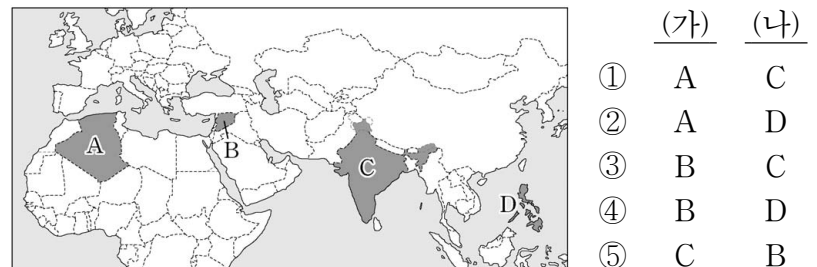 (가) (나)
① A C
② A D
③ B C
④ B D
⑤ C B
A
B
C
D